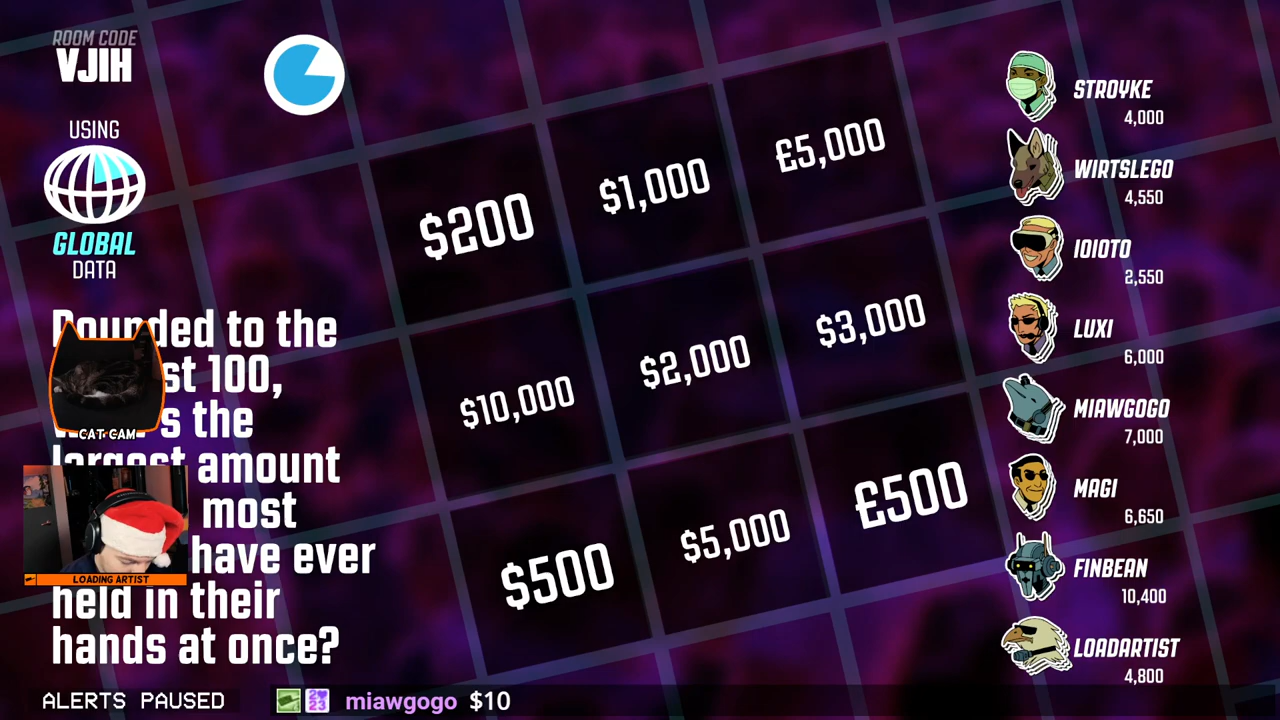 ROOM CODE
VJIH
USING
GLOBAL
DATA
to the
st 100,
s the
amount
most
have ever
held in their
hands at once?
CAT CAM
LOADING ARTIST
$200
$1,000
£5,000
$10,000
$2,000
$3,000
$500
$5,000
£500
STROYKE
4,000
WIRTSLEGO
4,550
IOIOTO
2,550
LUXI
6,000
MIAWGOGO
7,000
MAGI
6,650
FINBEAN
10,400
LOADARTIST
4,800
ALERTS PAUSED
2 23
miawgogo $10